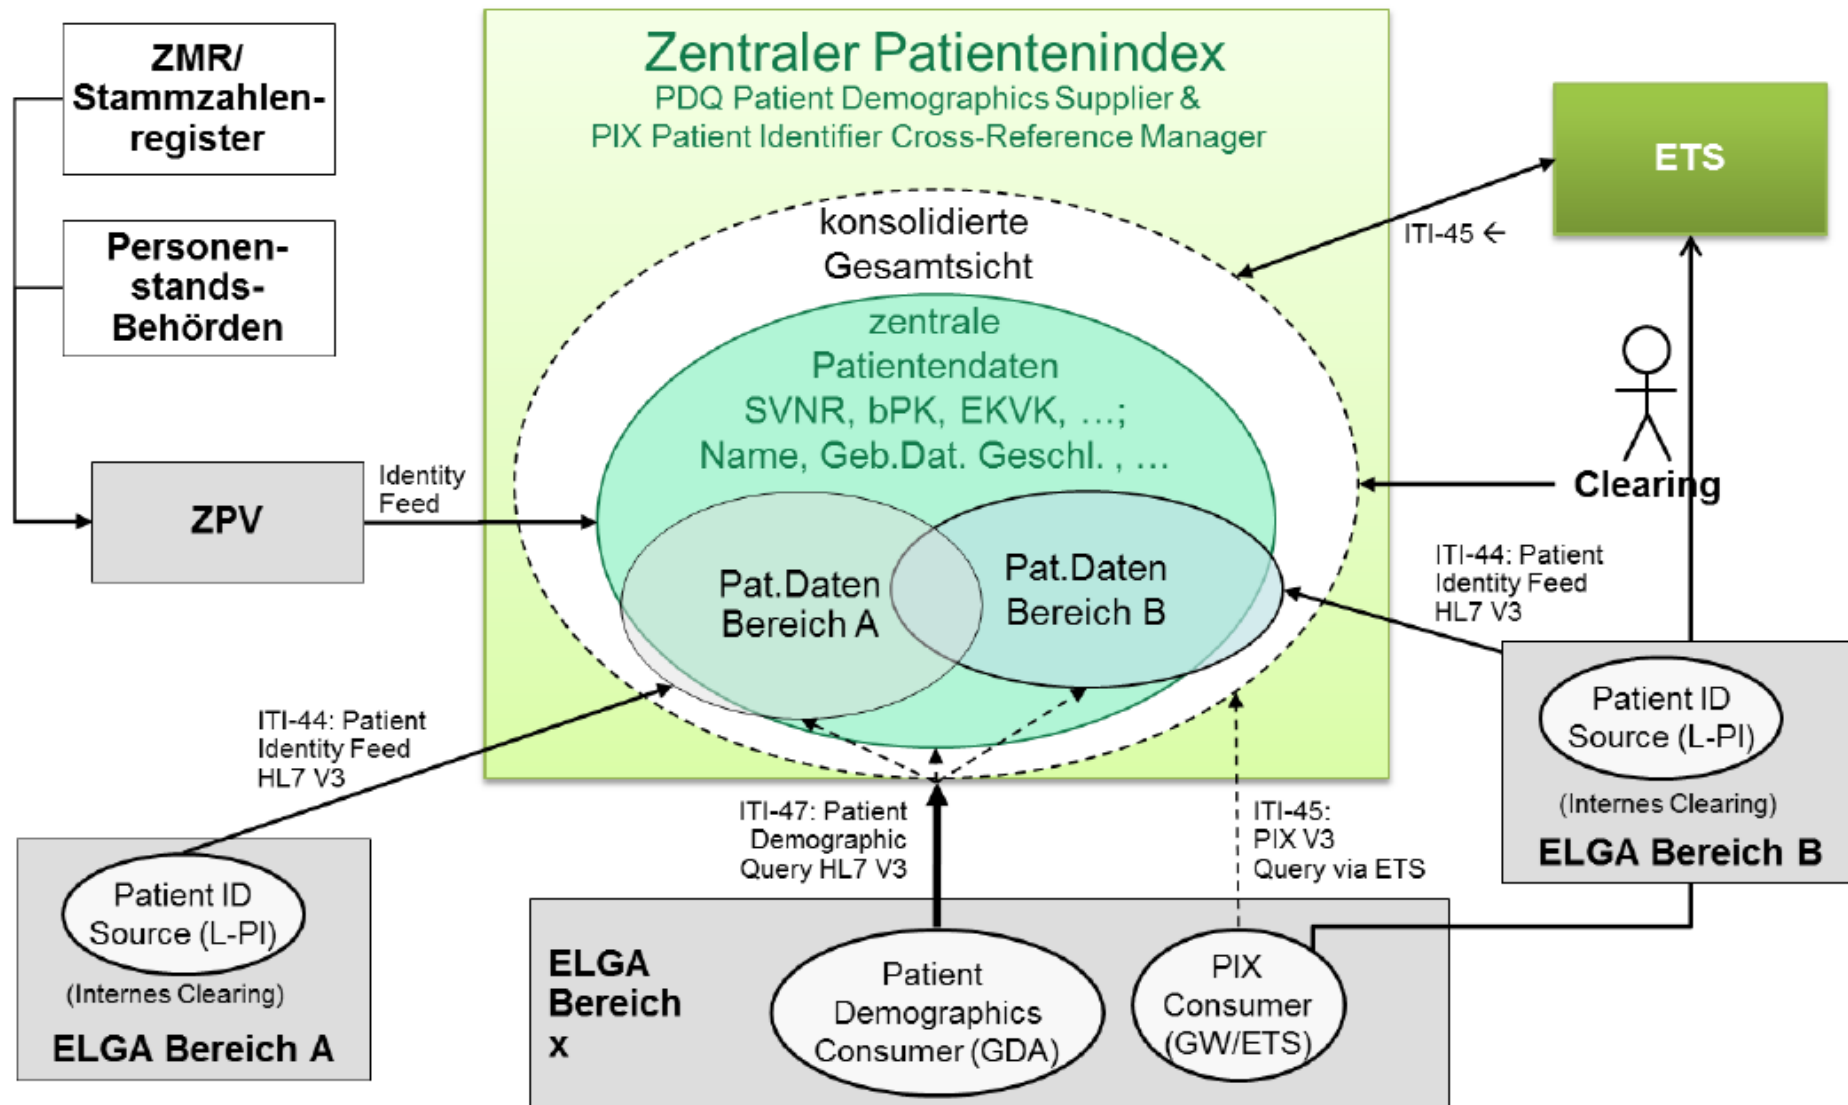 ZMR/
Stammzahlen-
register
Personen-
stands-
Behörden
ZPV
Identity
Feed
Zentraler Patientenindex
PDQ Patient Demographics Supplier &
PIX Patient Identifier Cross-Reference Manager
konsolidierte
Gesamtsicht
zentrale
Patientendaten
SVNR, bPK, EKVK, ...;
Name, Geb.Dat. Geschl. , ...
Pat.Daten
Bereich A
Pat.Daten
Bereich B
ETS
ITI-45 ←
Clearing
ITI-44: Patient
Identity Feed
HL7 V3
Patient ID
Source (L-PI)
(Internes Clearing)
ELGA Bereich B
ITI-44: Patient
Identity Feed
HL7 V3
Patient ID
Source (L-PI)
(Internes Clearing)
ELGA Bereich A
ITI-47: Patient
Demographic
Query HL7 V3
ITI-45:
PIX V3
Query via ETS
ELGA
Bereich
x
Patient
Demographics
Consumer (GDA)
PIX
Consumer
(GW/ETS)